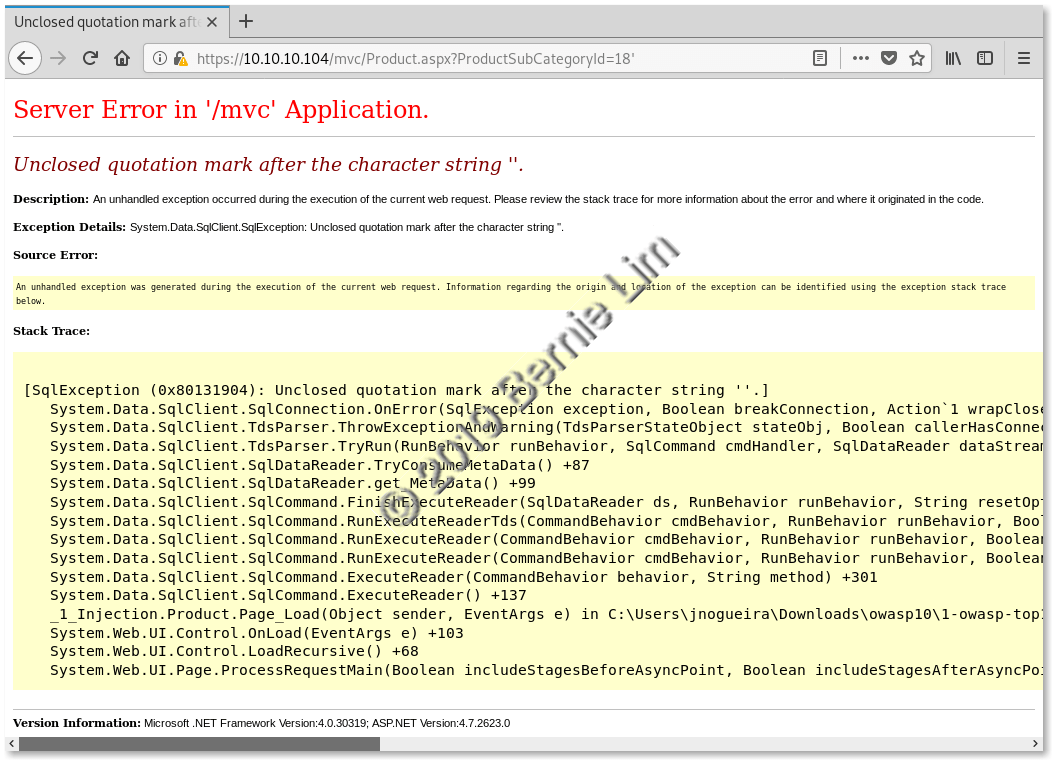 Unclosed quotation mark afte
https://10.10.10.104/mvc/Product.aspx?ProductSubCategoryId=18'
Server Error in '/mvc' Application.
Unclosed quotation mark after the character string ''.
Description: An unhandled exception occurred during the execution of the current web request. Please review the stack trace for more information about the error and where it originated in the code.
Exception Details: System.Data.SqlClient.SqlException: Unclosed quotation mark after the character string ''.
Source Error:
An unhandled exception was generated during the execution of the current web request. Information regarding the origin and location of the exception can be identified using the exception stack trace
below.
Stack Trace:
[SqlException (0x80131904): Unclosed quotation mark after the character string ''.]
System.Data.SqlClient.SqlConnection.OnError(SqlException exception, Boolean breakConnection, Action`1 wrapClose
System.Data.SqlClient.TdsParser.ThrowExceptionAndWarning(TdsParserStateObject stateObj, Boolean callerHasConnec
System.Data.SqlClient.TdsParser.TryRun(RunBehavior runBehavior, SqlCommand cmdHandler, SqlDataReader dataStream
System.Data.SqlClient.SqlDataReader.TryConsumeMetaData() +87
System.Data.SqlClient.SqlDataReader.get_MetaData() +99
System.Data.SqlClient.SqlCommand.FinishExecuteReader(SqlDataReader ds, RunBehavior runBehavior, String resetOpt
System.Data.SqlClient.SqlCommand.RunExecuteReaderTds(CommandBehavior cmdBehavior, RunBehavior runBehavior, Bool
System.Data.SqlClient.SqlCommand.RunExecuteReader(CommandBehavior cmdBehavior, RunBehavior runBehavior, Boolean
System.Data.SqlClient.SqlCommand.RunExecuteReader(CommandBehavior cmdBehavior, RunBehavior runBehavior, Boolean
System.Data.SqlClient.SqlCommand.ExecuteReader(CommandBehavior behavior, String method) +301
System.Data.SqlClient.SqlCommand.ExecuteReader() +137
_1_Injection.Product.Page_Load(Object sender, EventArgs e) in C:\Users\jnogueira\Downloads\owasp10\1-owasp-top1
System.Web.UI.Control.OnLoad(EventArgs e) +103
System.Web.UI.Control.LoadRecursive() +68
System.Web.UI.Page.ProcessRequestMain(Boolean includeStagesBeforeAsyncPoint, Boolean includeStagesAfterAsyncPoi
Version Information: Microsoft .NET Framework Version:4.0.30319; ASP.NET Version:4.7.2623.0
© 2019 Bernie Lim